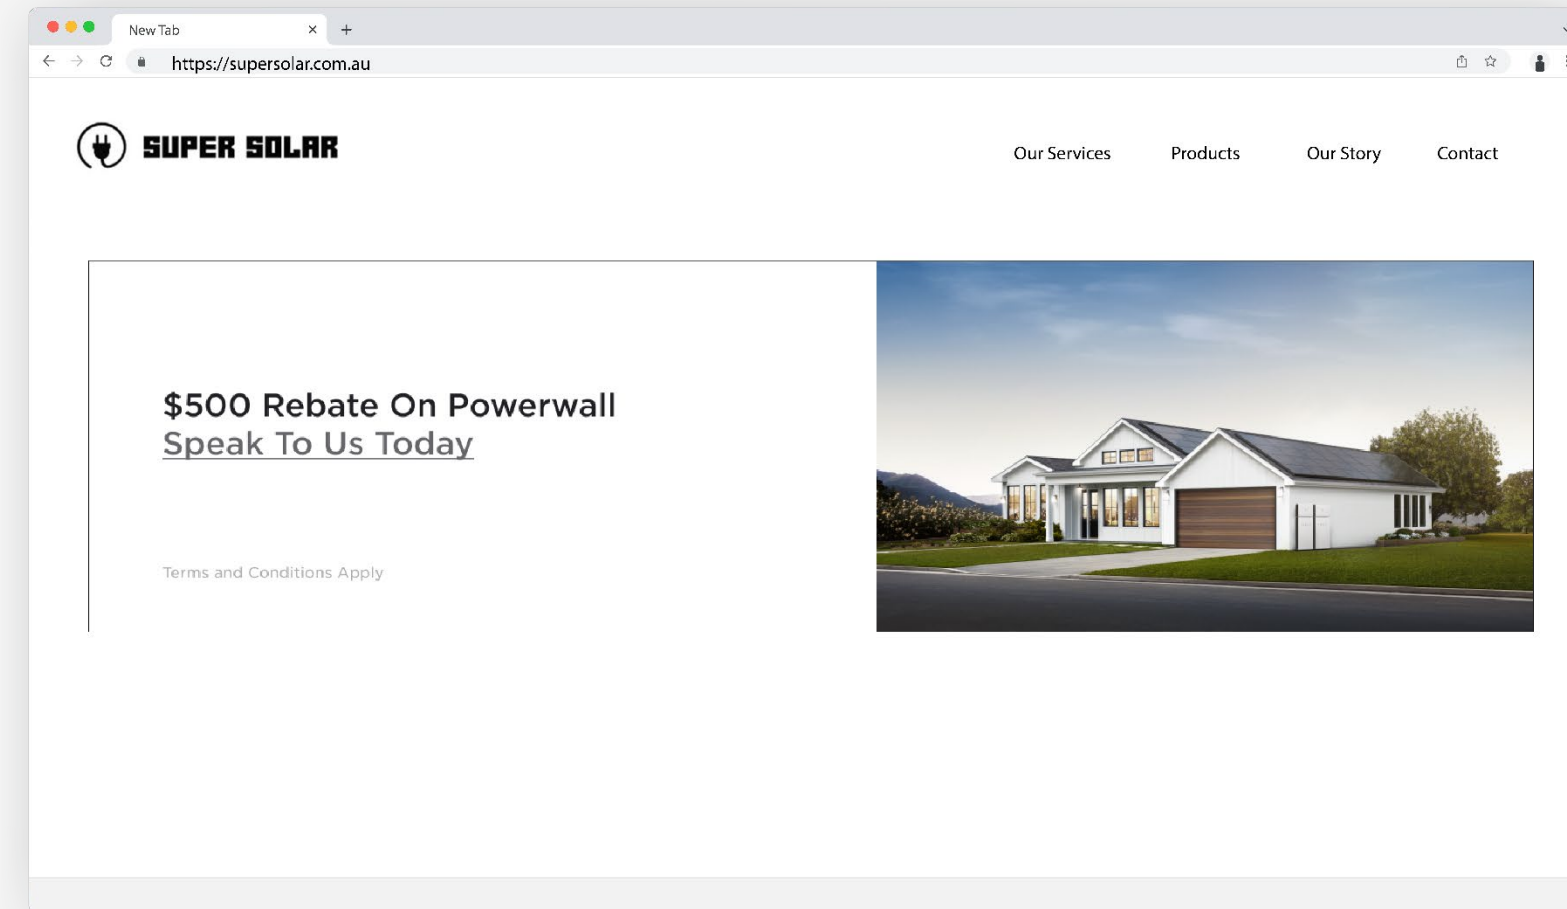 New Tab
https://supersolar.com.au
SUPER SOLAR
Our Services Products Our Story Contact
$500 Rebate On Powerwall
Speak To Us Today
Terms and Conditions Apply